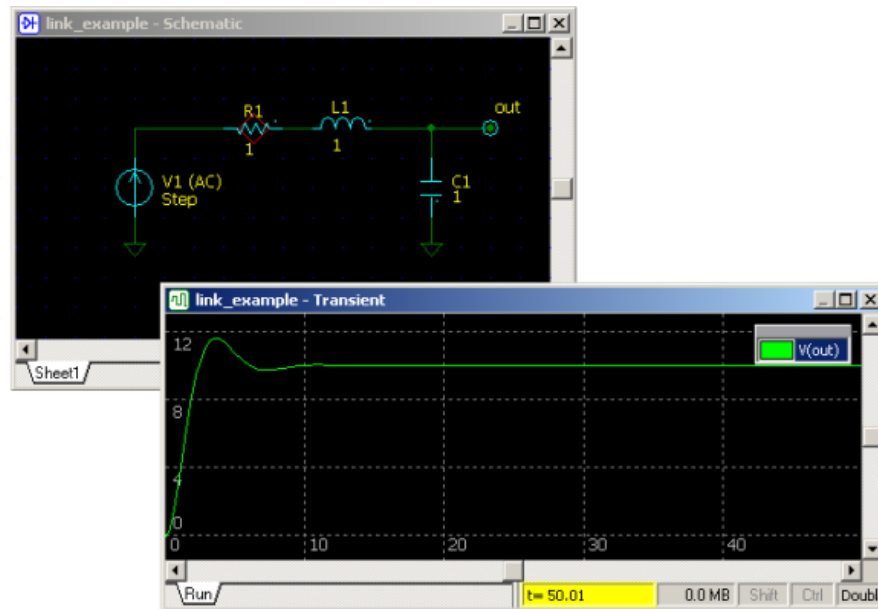 link_example - Schematic
R1
1
L1
1
out
V1 (AC)
Step
C1
1
Sheet1
link_example - Transient
V(out)
12
8
4
0
0 10 20 30 40
Run
t= 50.01 0.0 MB Shift Ctrl Doubl